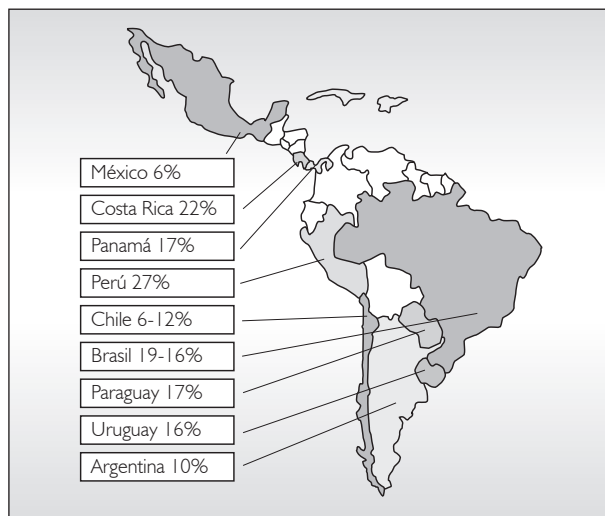 México 6%
Costa Rica 22%
Panamá 17%
Perú 27%
Chile 6-12%
Brasil 19-16%
Paraguay 17%
Uruguay 16%
Argentina 10%